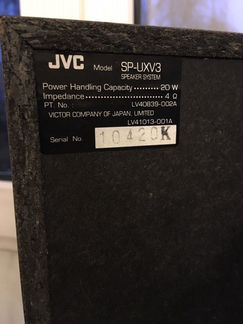 JVC Model SP-UXV3
SPEAKER SYSTEM
Power Handling Capacity 20 W
Impedance 4 Ω
PT. No. LV40839-002A
VICTOR COMPANY OF JAPAN, LIMITED
LV41013-001A
Serial No. 10420K